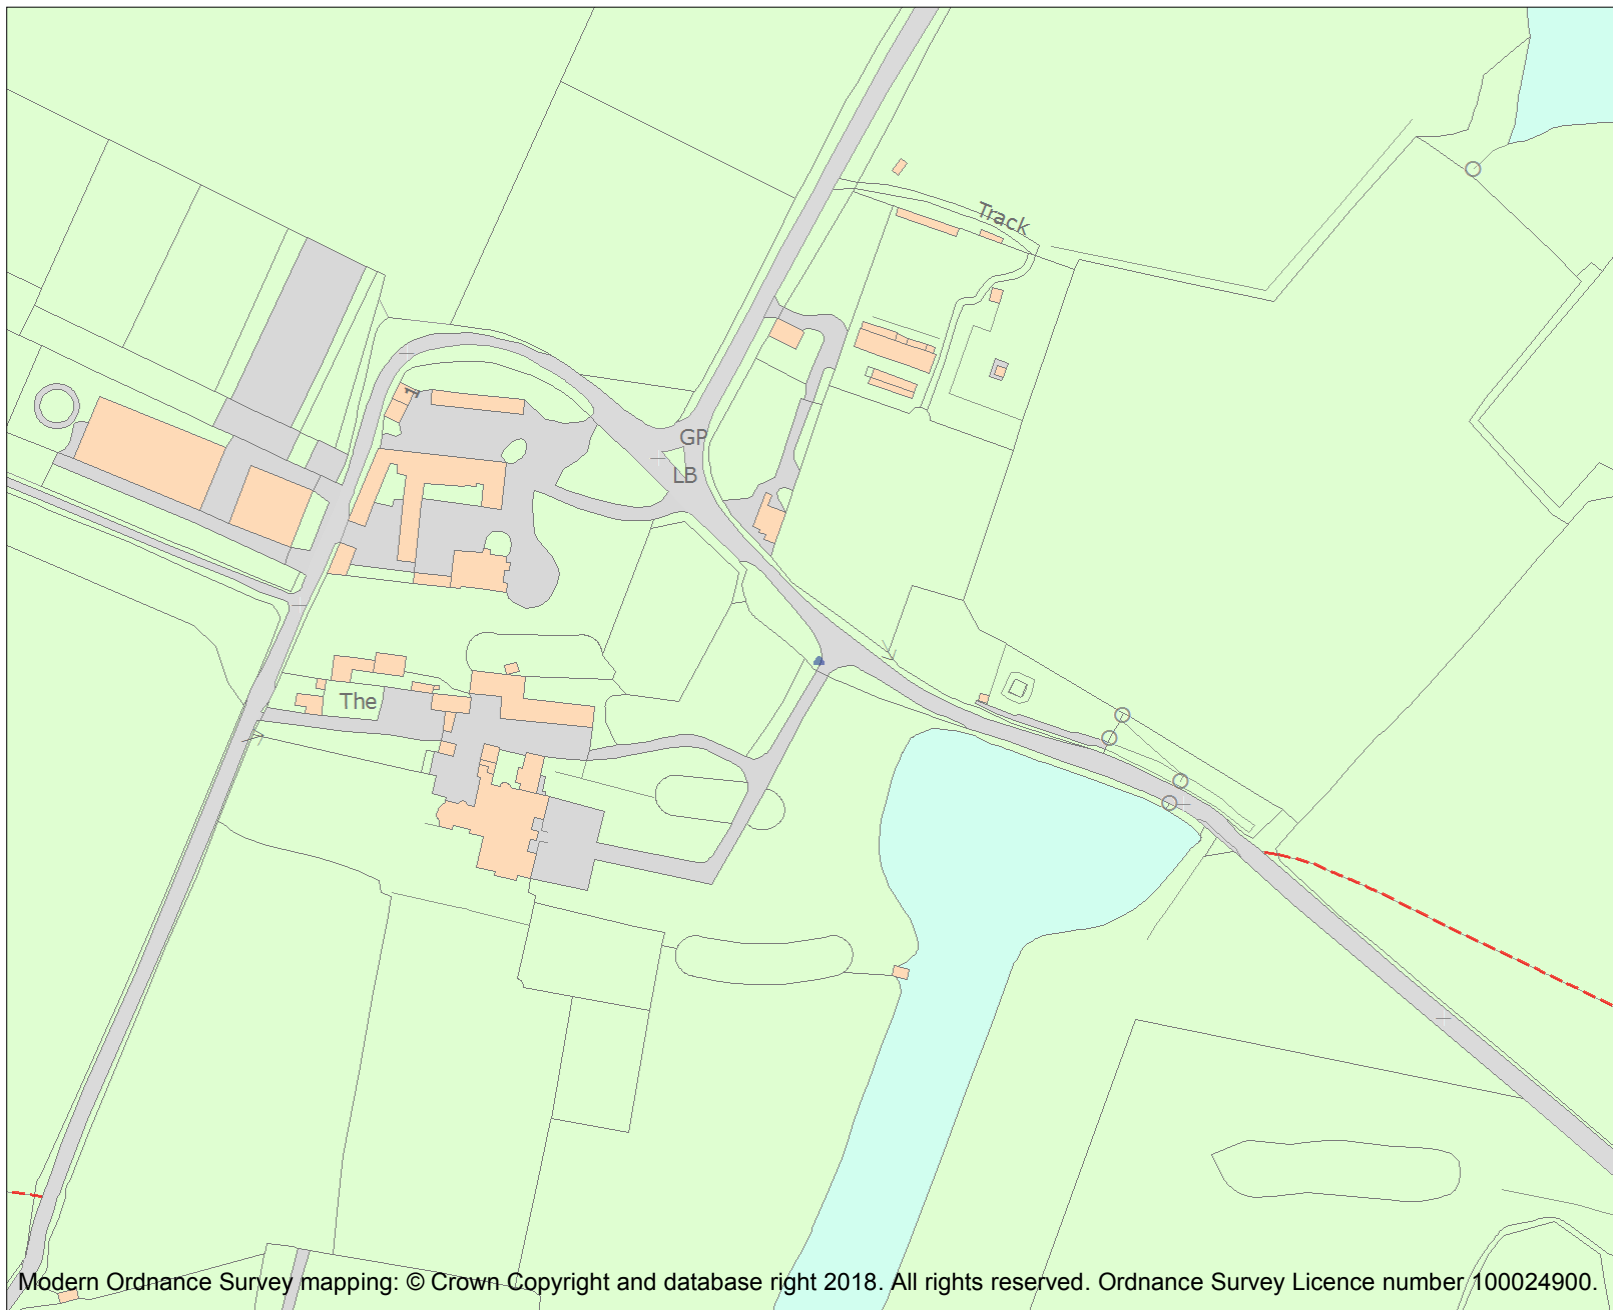 Track
GP
LB
The
Modern Ordnance Survey mapping: © Crown Copyright and database right 2018. All rights reserved. Ordnance Survey Licence number 100024900.